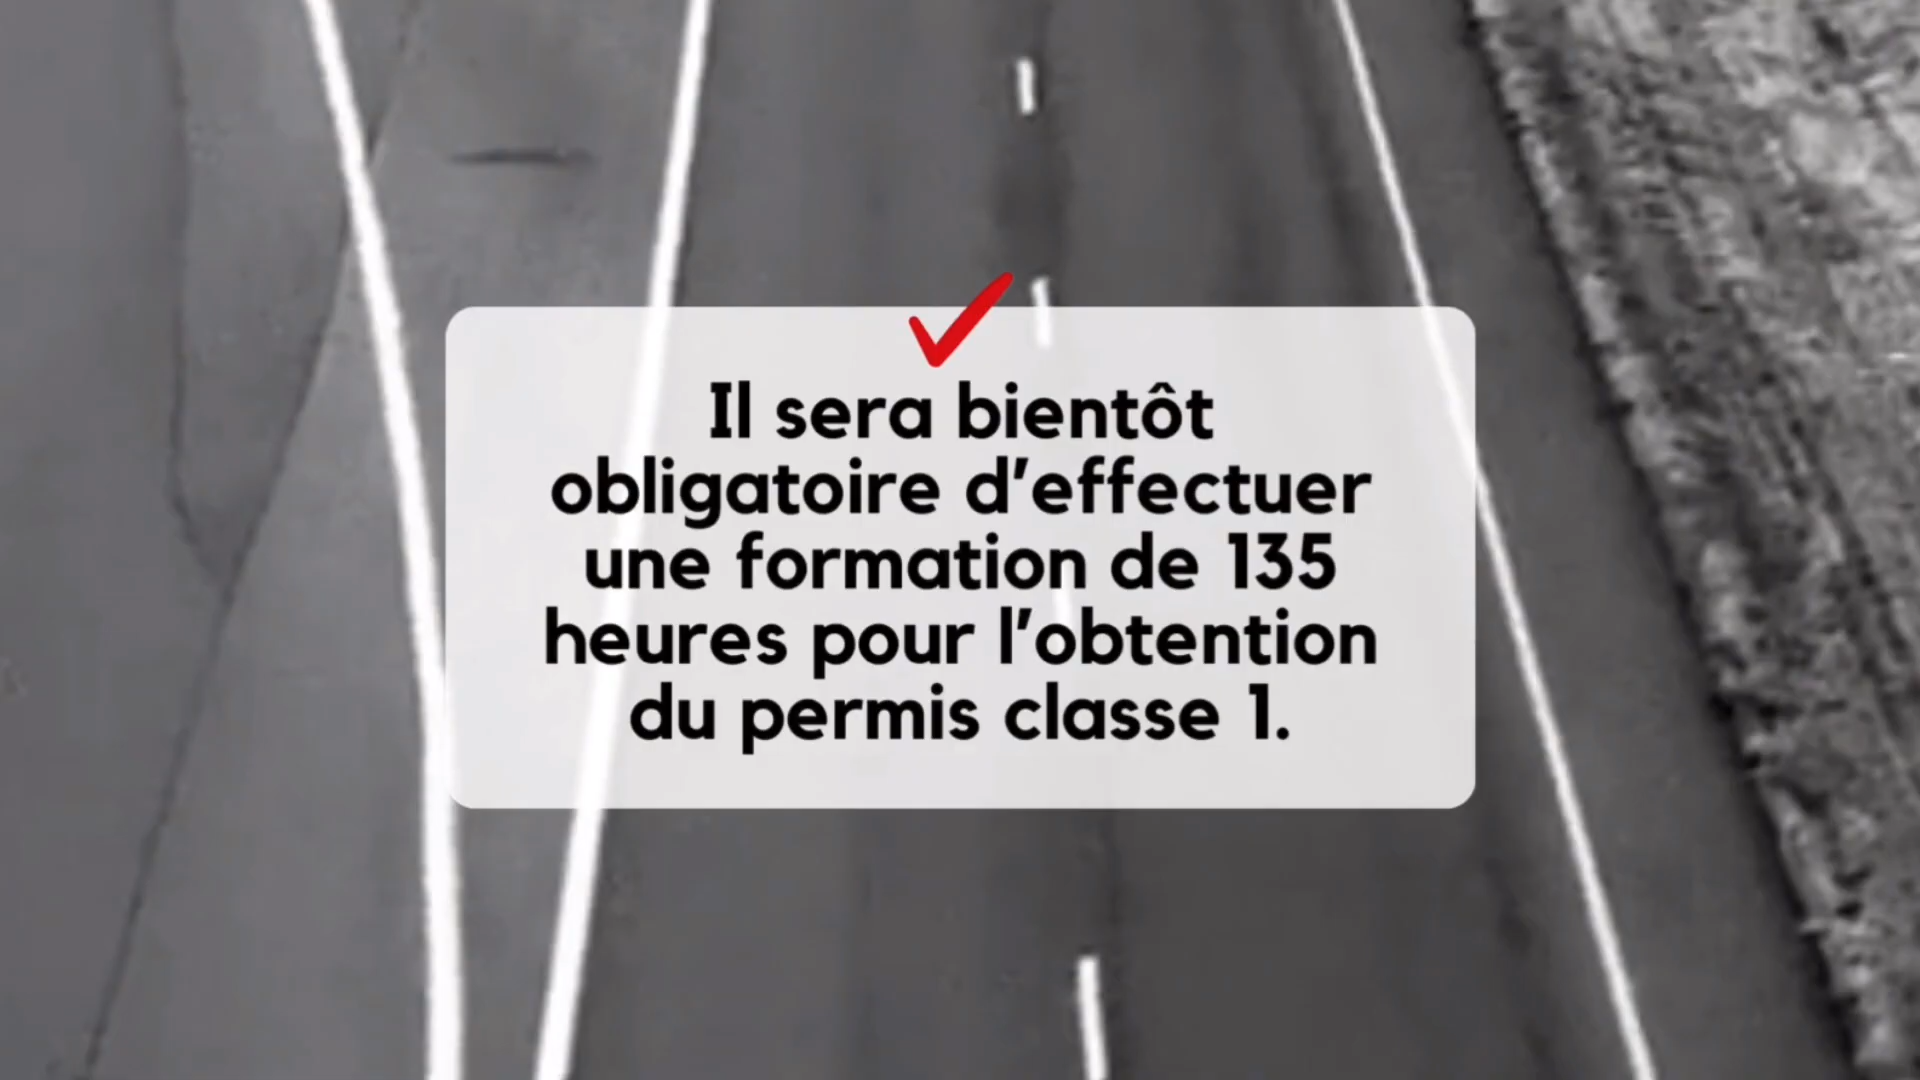 Il sera bientôt
obligatoire d'effectuer
une formation de 135
heures pour l'obtention
du permis classe 1.